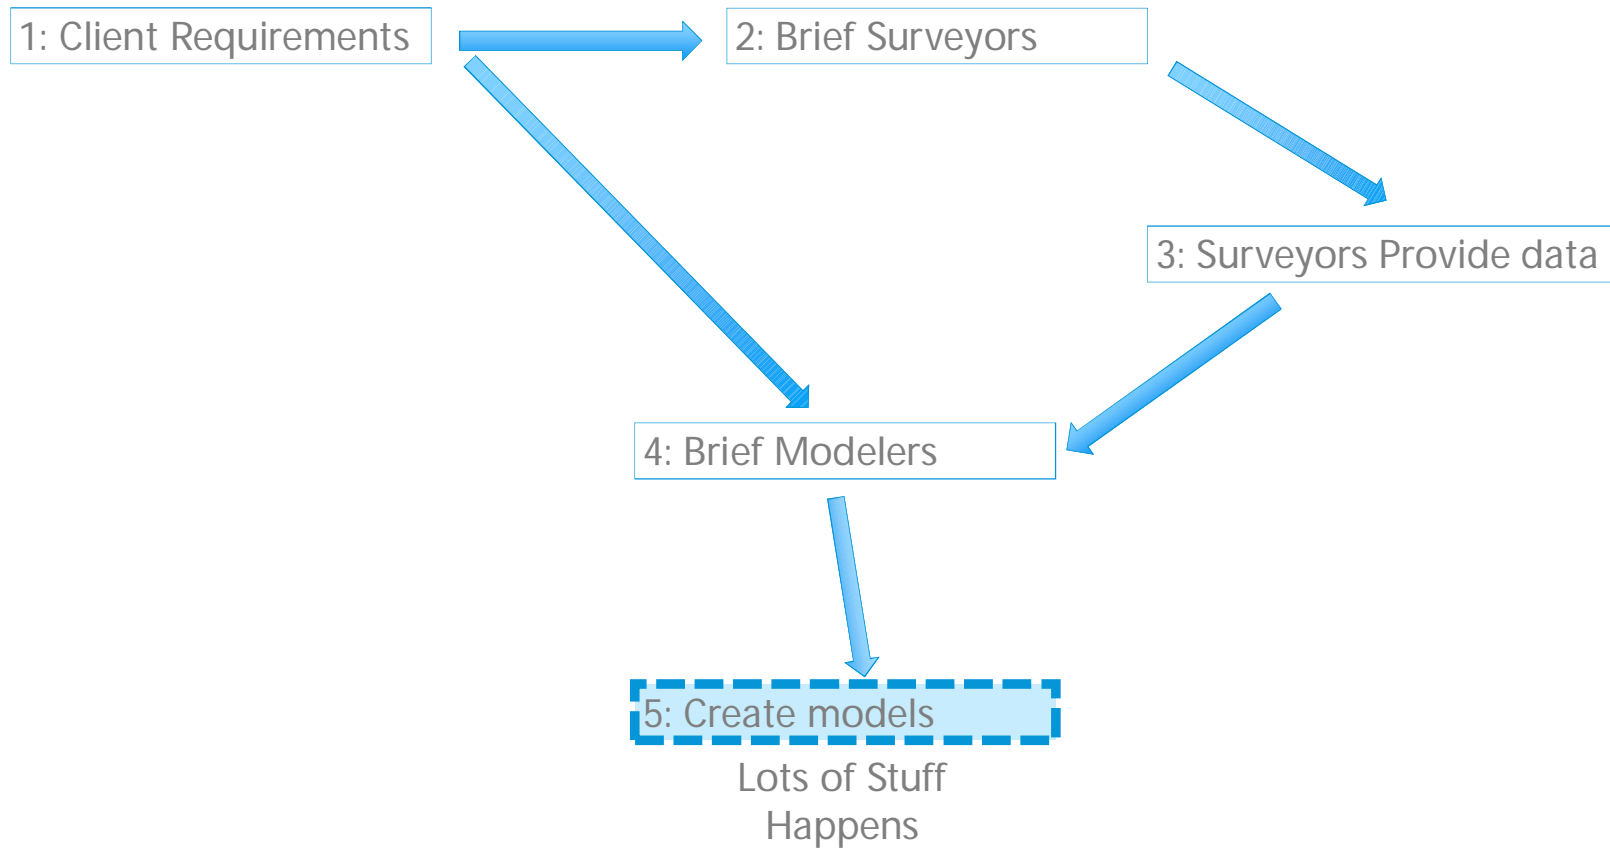 1: Client Requirements
2: Brief Surveyors
3: Surveyors Provide data
4: Brief Modelers
5: Create models
Lots of Stuff
Happens